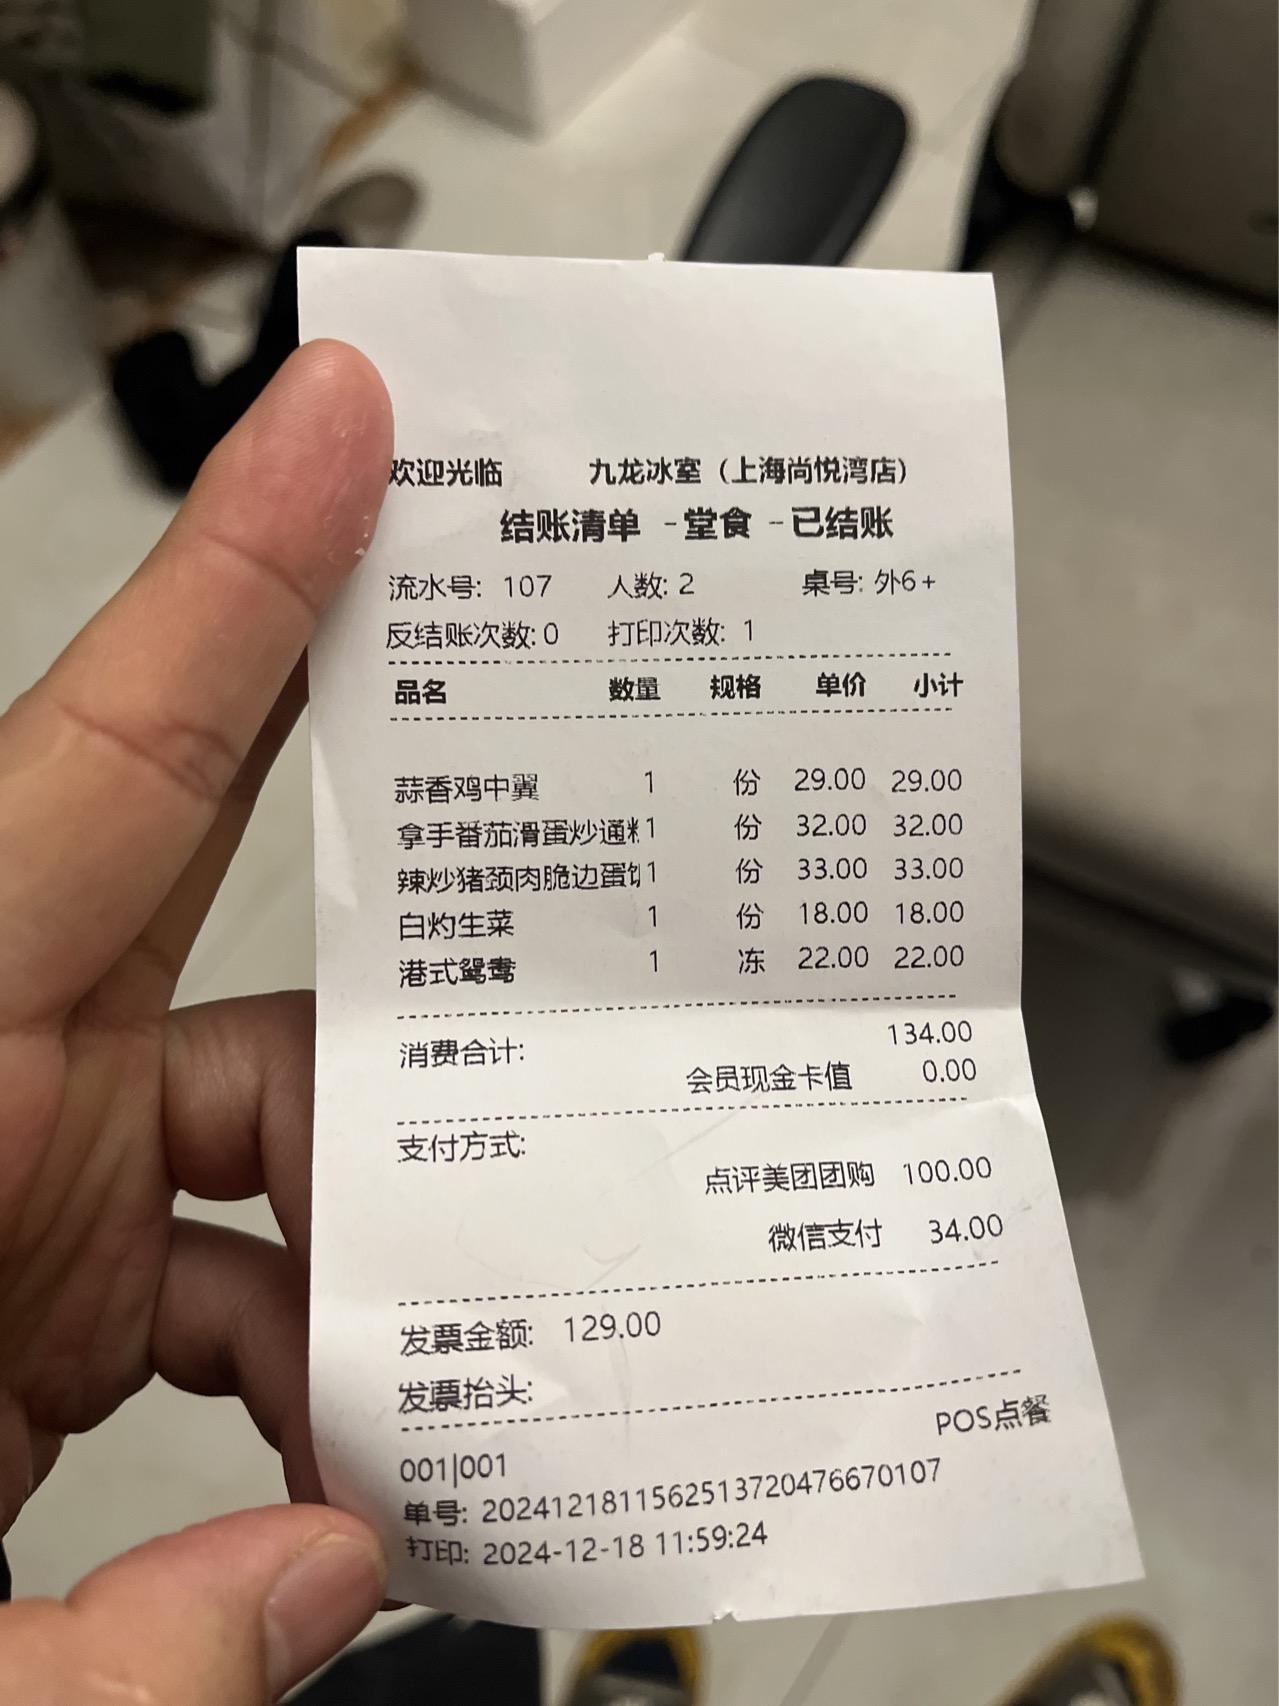 欢迎光临 九龙冰室（上海尚悦湾店）
结账清单 -堂食 -已结账
流水号: 107 人数: 2 桌号: 外6+
反结账次数: 0 打印次数: 1
品名 数量 规格 单价 小计
蒜香鸡中翼 1 份 29.00 29.00
拿手番茄滑蛋炒通 1 份 32.00 32.00
辣炒猪颈肉脆边蛋 1 份 33.00 33.00
白灼生菜 1 份 18.00 18.00
港式鸳鸯 1 冻 22.00 22.00
消费合计: 134.00
会员现金卡值 0.00
支付方式:
点评美团团购 100.00
微信支付 34.00
发票金额: 129.00
发票抬头:
POS点餐
001|001
单号: 20241218115625137204766​70107
打印: 2024-12-18 11:59:24